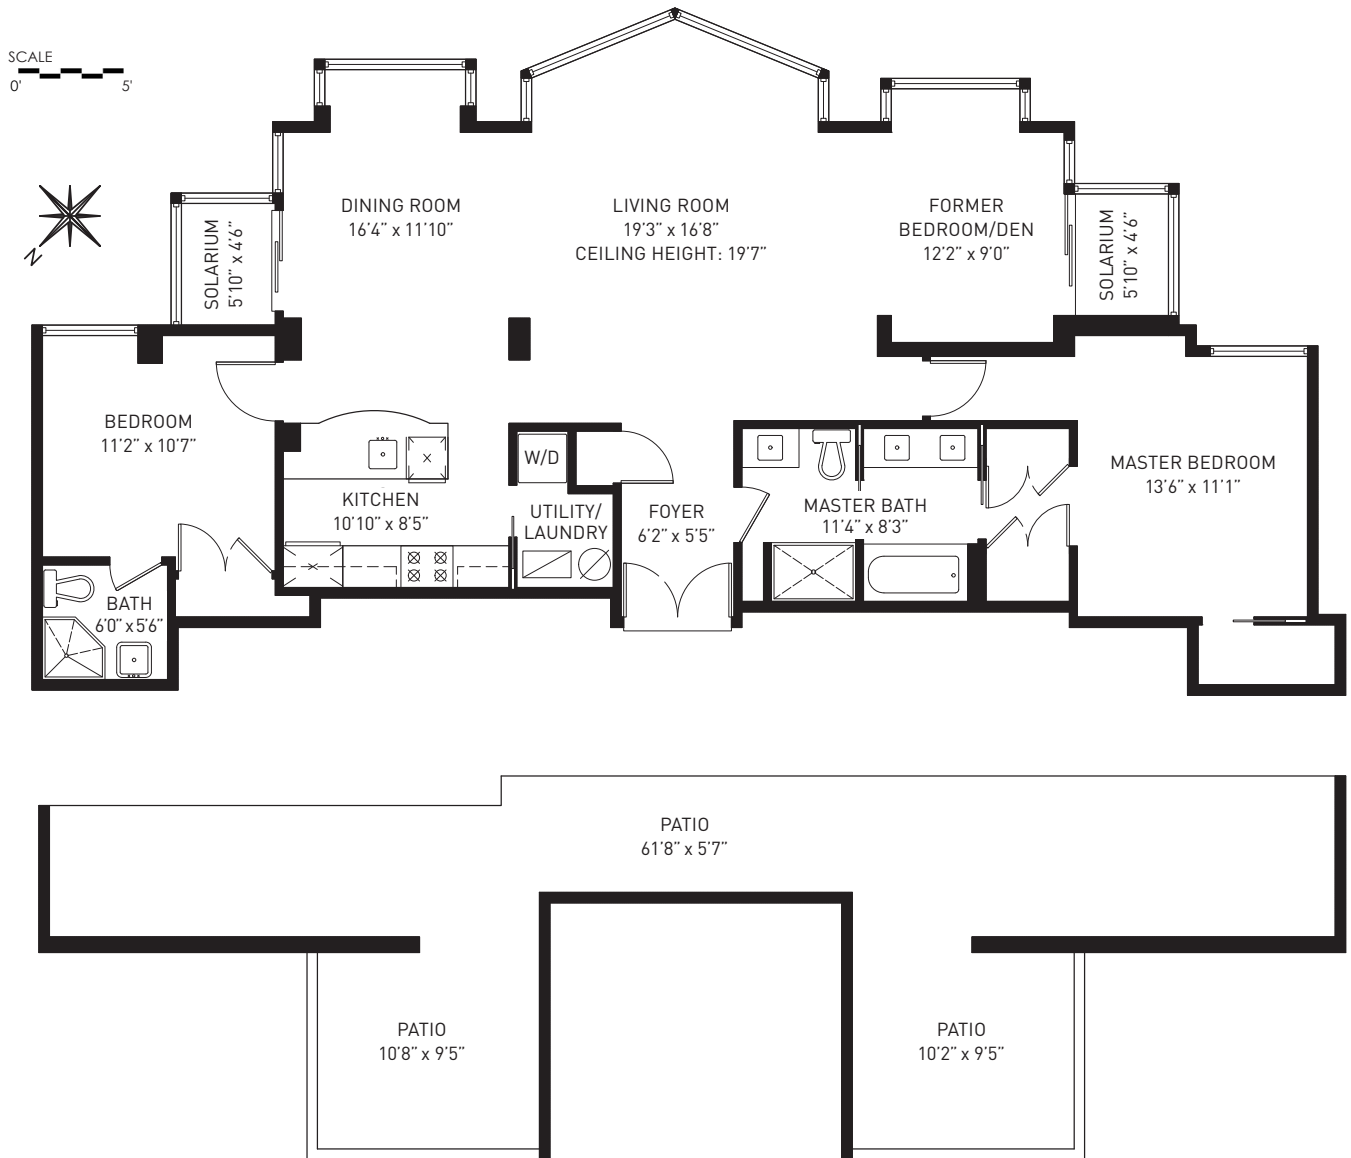 SCALE
0' 5'
N
SOLARIUM
5'10" x 4'6"
DINING ROOM
16'4" x 11'10"
LIVING ROOM
19'3" x 16'8"
CEILING HEIGHT: 19'7"
FORMER
BEDROOM/DEN
12'2" x 9'0"
SOLARIUM
5'10" x 4'6"
BEDROOM
11'2" x 10'7"
KITCHEN
10'10" x 8'5"
W/D
UTILITY/
LAUNDRY
FOYER
6'2" x 5'5"
MASTER BATH
11'4" x 8'3"
MASTER BEDROOM
13'6" x 11'1"
BATH
6'0" x 5'6"
PATIO
61'8" x 5'7"
PATIO
10'8" x 9'5"
PATIO
10'2" x 9'5"